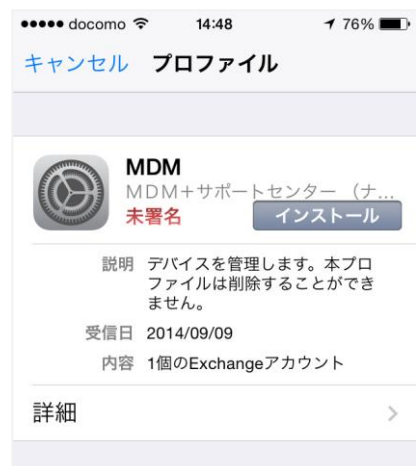 docomo 14:48 76%
キャンセル プロファイル
MDM
MDM+サポートセンター （ナ...
未署名 インストール
説明 デバイスを管理します。本プロ
ファイルは削除することができ
ません。
受信日 2014/09/09
内容 1個のExchangeアカウント
詳細